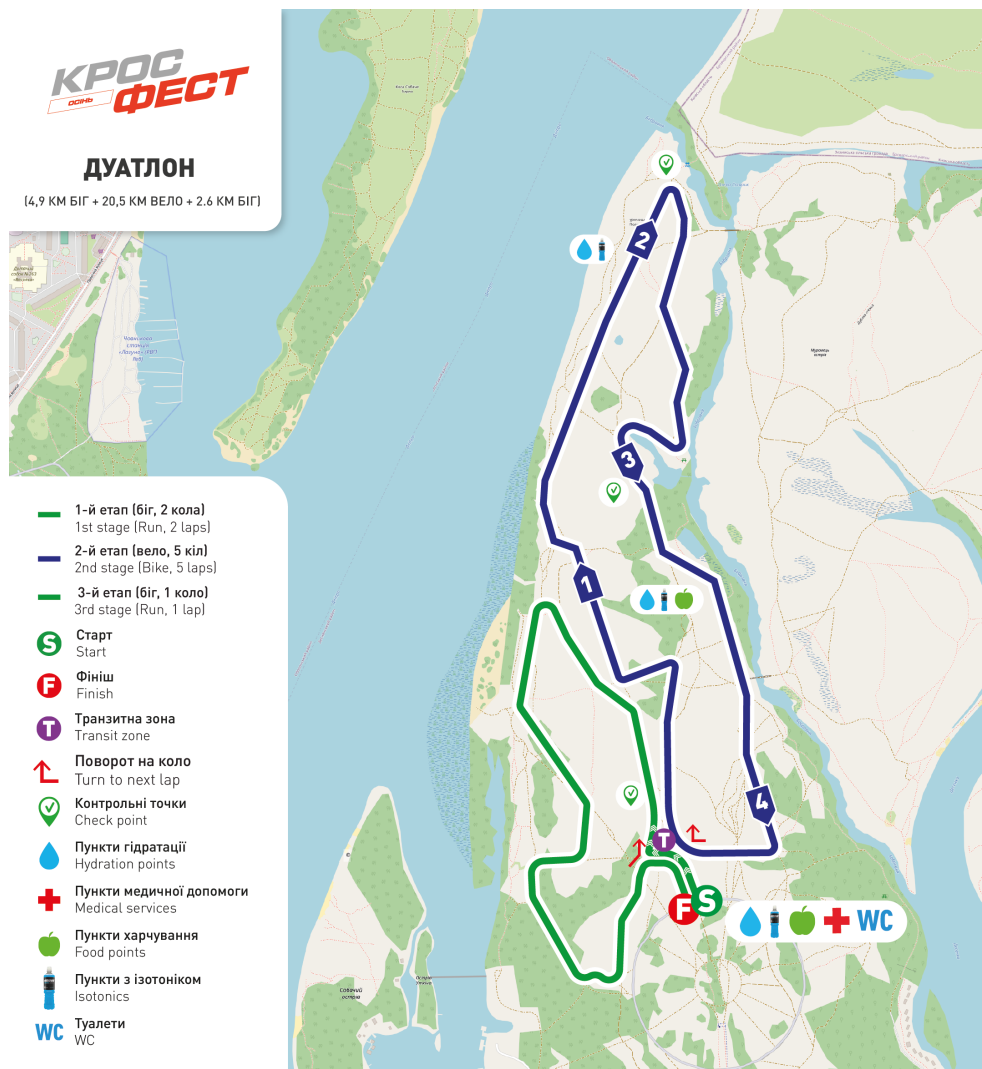 КРОС
ОСІНЬ
ФЕСТ
ДУАТЛОН
(4,9 КМ БІГ + 20,5 КМ ВЕЛО + 2.6 КМ БІГ)
2
3
1
4
T
F
S
WC
Муромець
острів
Собачий
острів
1-й етап (біг, 2 кола)
1st stage (Run, 2 laps)
2-й етап (вело, 5 кіл)
2nd stage (Bike, 5 laps)
3-й етап (біг, 1 коло)
3rd stage (Run, 1 lap)
S
Старт
Start
F
Фініш
Finish
T
Транзитна зона
Transit zone
Поворот на коло
Turn to next lap
Контрольні точки
Check point
Пункти гідратації
Hydration points
Пункти медичної допомоги
Medical services
Пункти харчування
Food points
Пункти з ізотоніком
Isotonics
WC
Туалети
WC